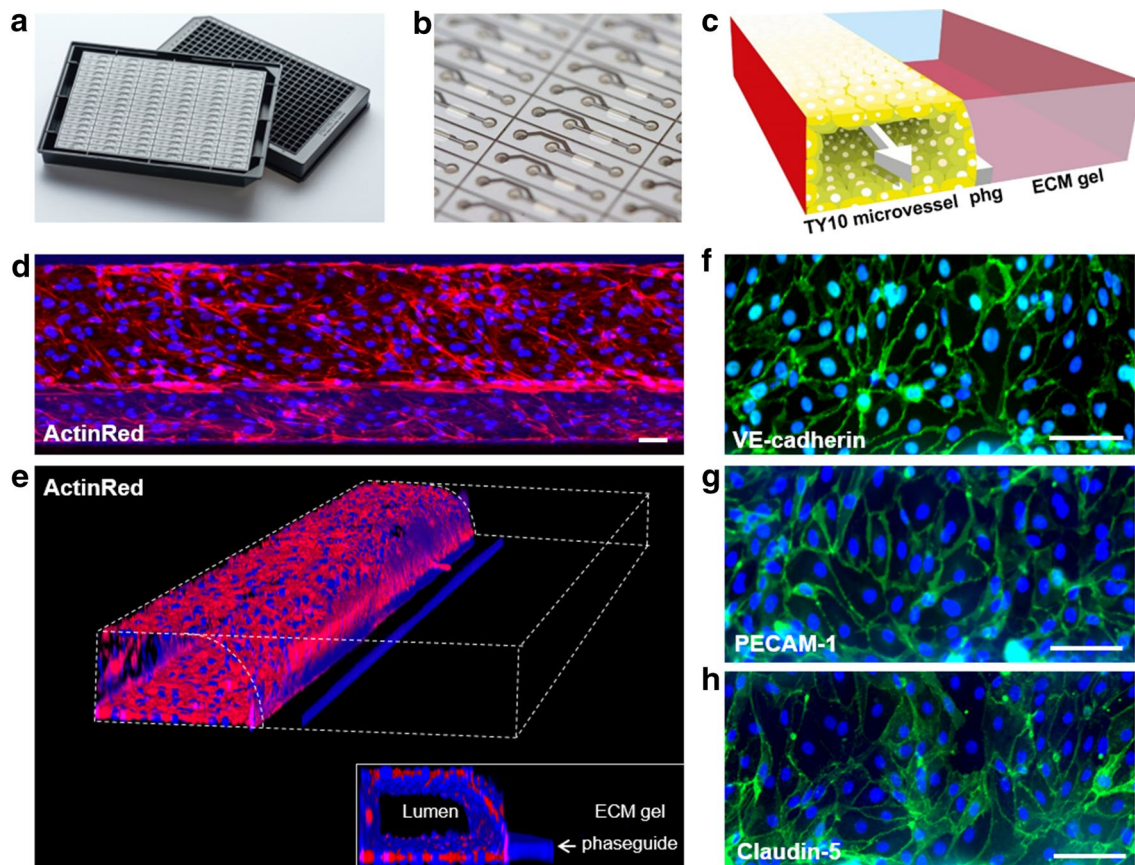 a
b
c
TY10 microvessel phg ECM gel
d
ActinRed
e
ActinRed
Lumen
ECM gel
phaseguide
f
VE-cadherin
g
PECAM-1
h
Claudin-5